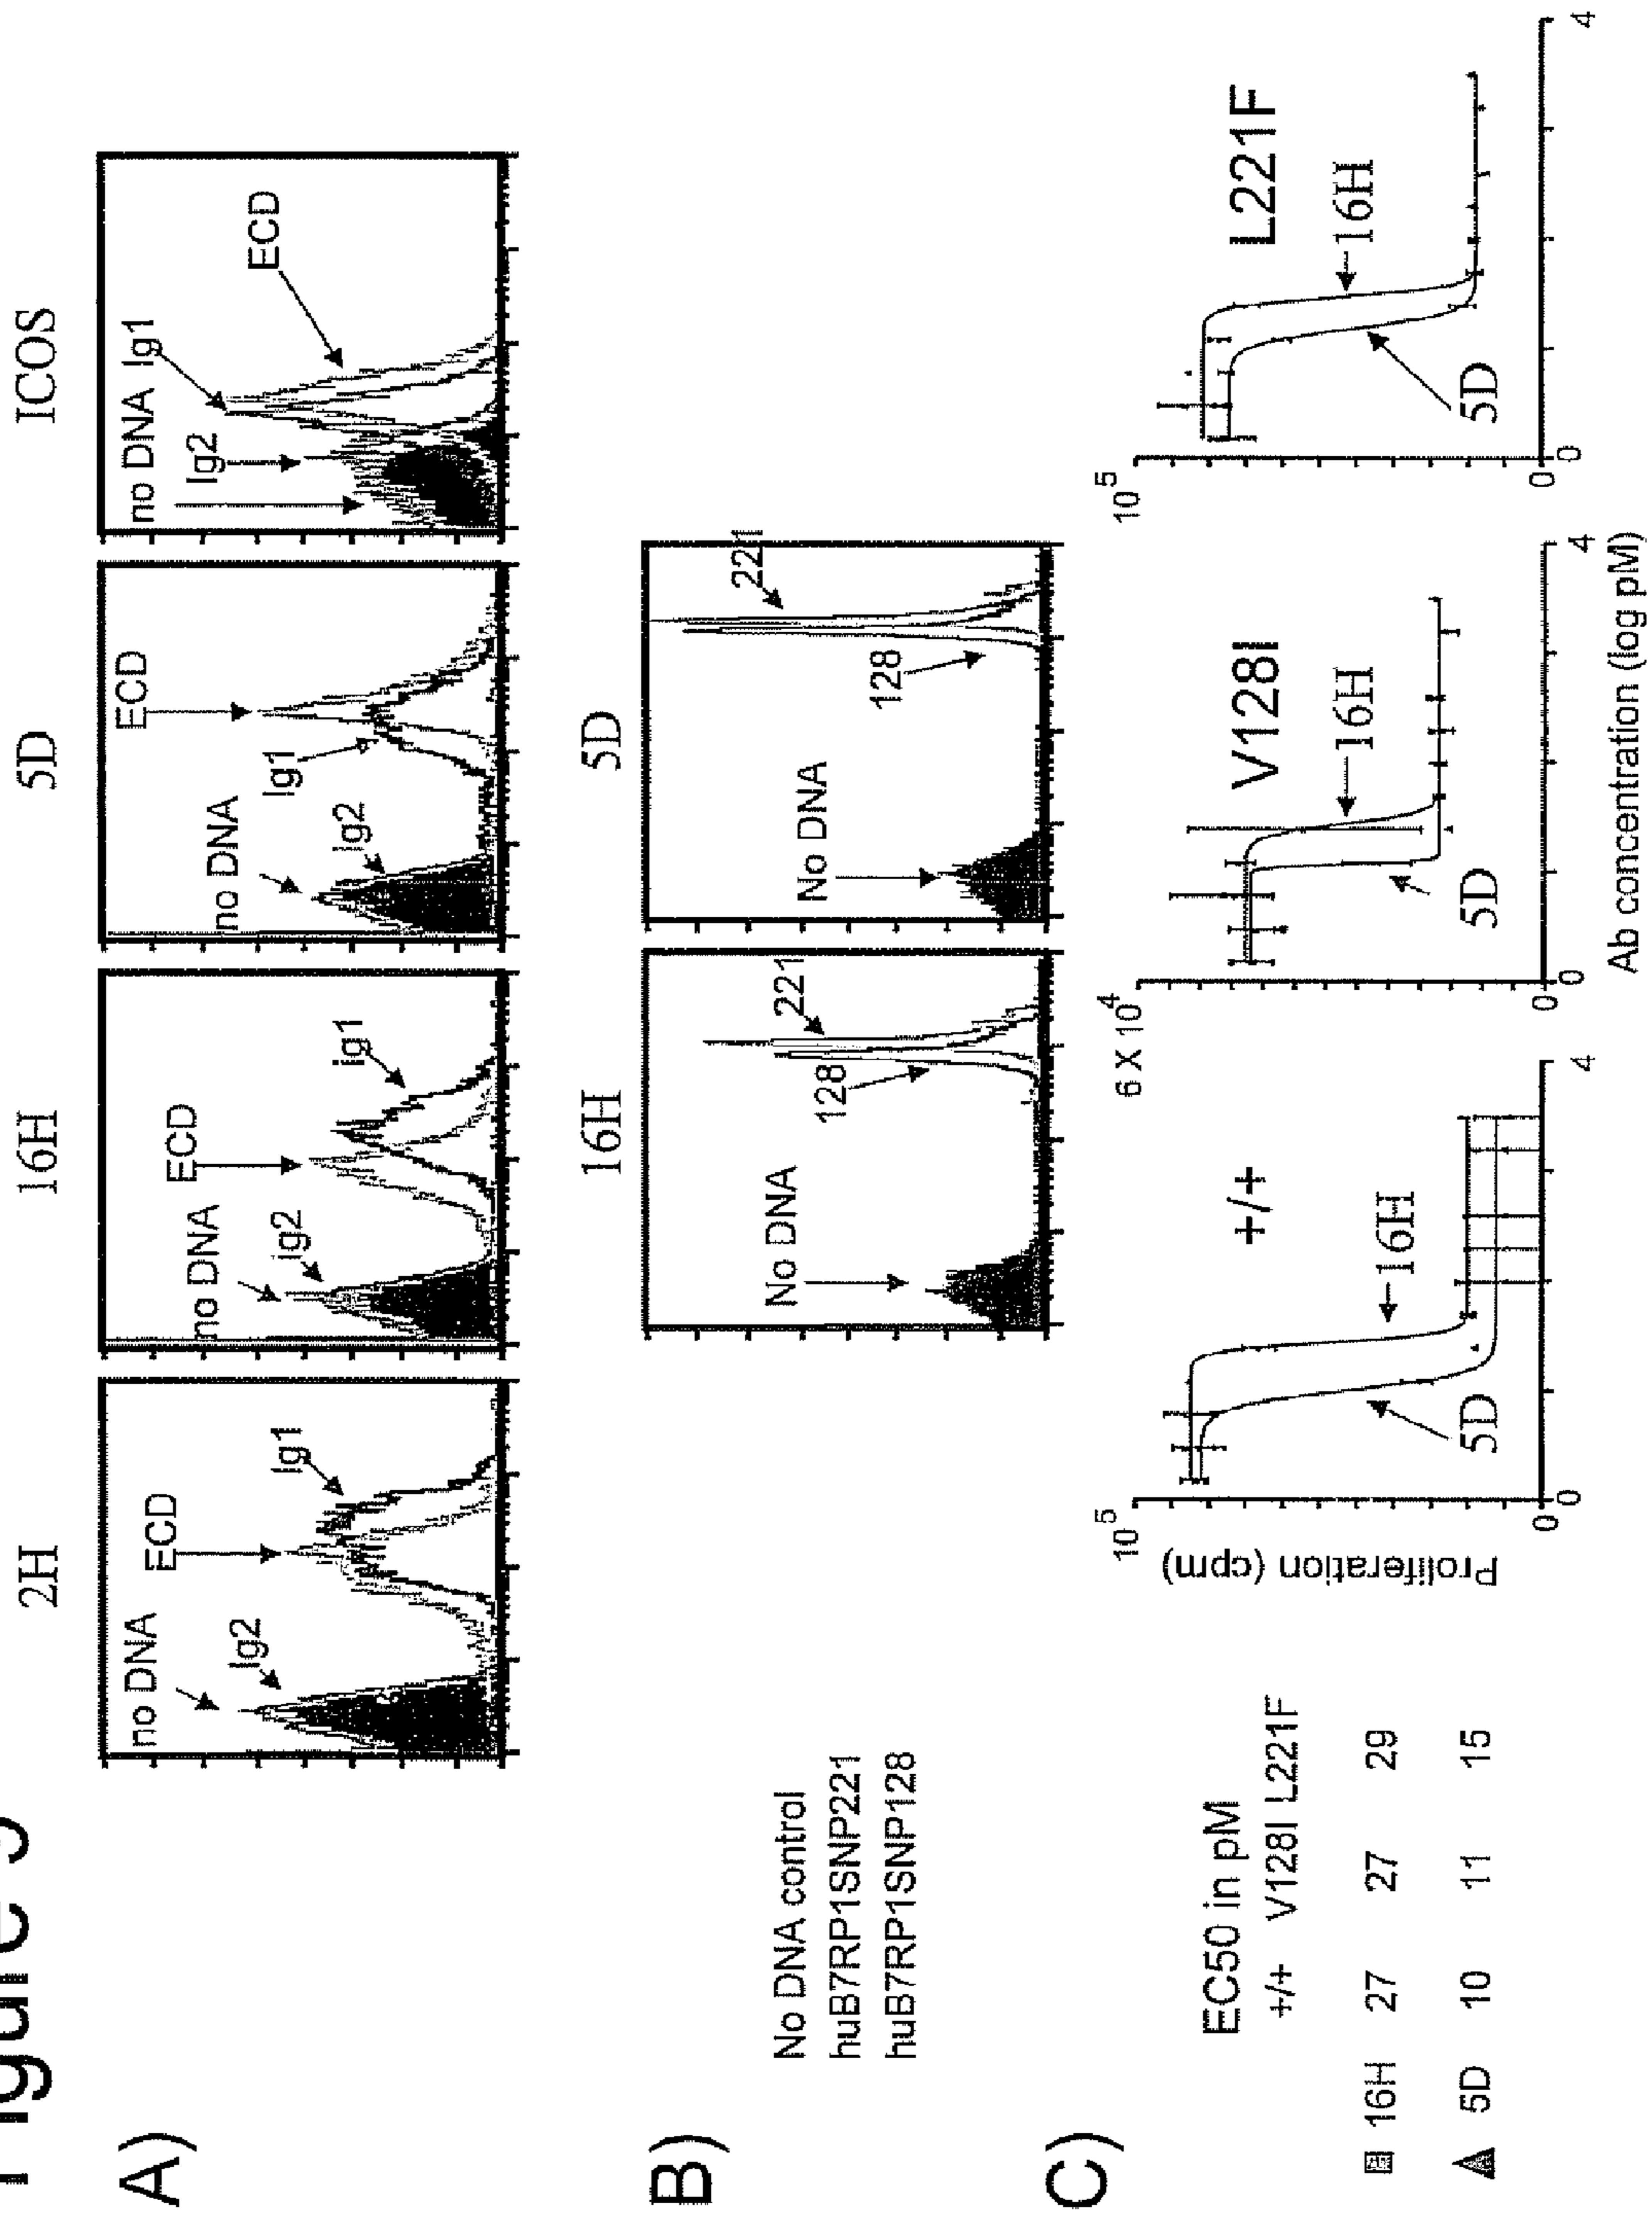 A)
2H
16H
5D
ICOS
no DNA
Ig2
ECD
Ig1
no DNA
ig2
ECD
ig1
no DNA
Ig2
Ig1
ECD
no DNA
Ig2
Ig1
ECD
B)
No DNA control
huB7RP1SNP221
huB7RP1SNP128
16H
5D
No DNA
128
221
No DNA
128
221
C)
EC50 in pM
+/+ V128I L221F
16H 27 27 29
5D 10 11 15
Proliferation (cpm)
10 5
+/+
16H
5D
0
0
4
6 X 10 4
V128I
16H
5D
0
0
4
10 5
L221F
16H
5D
0
0
4
Ab concentration (log pM)